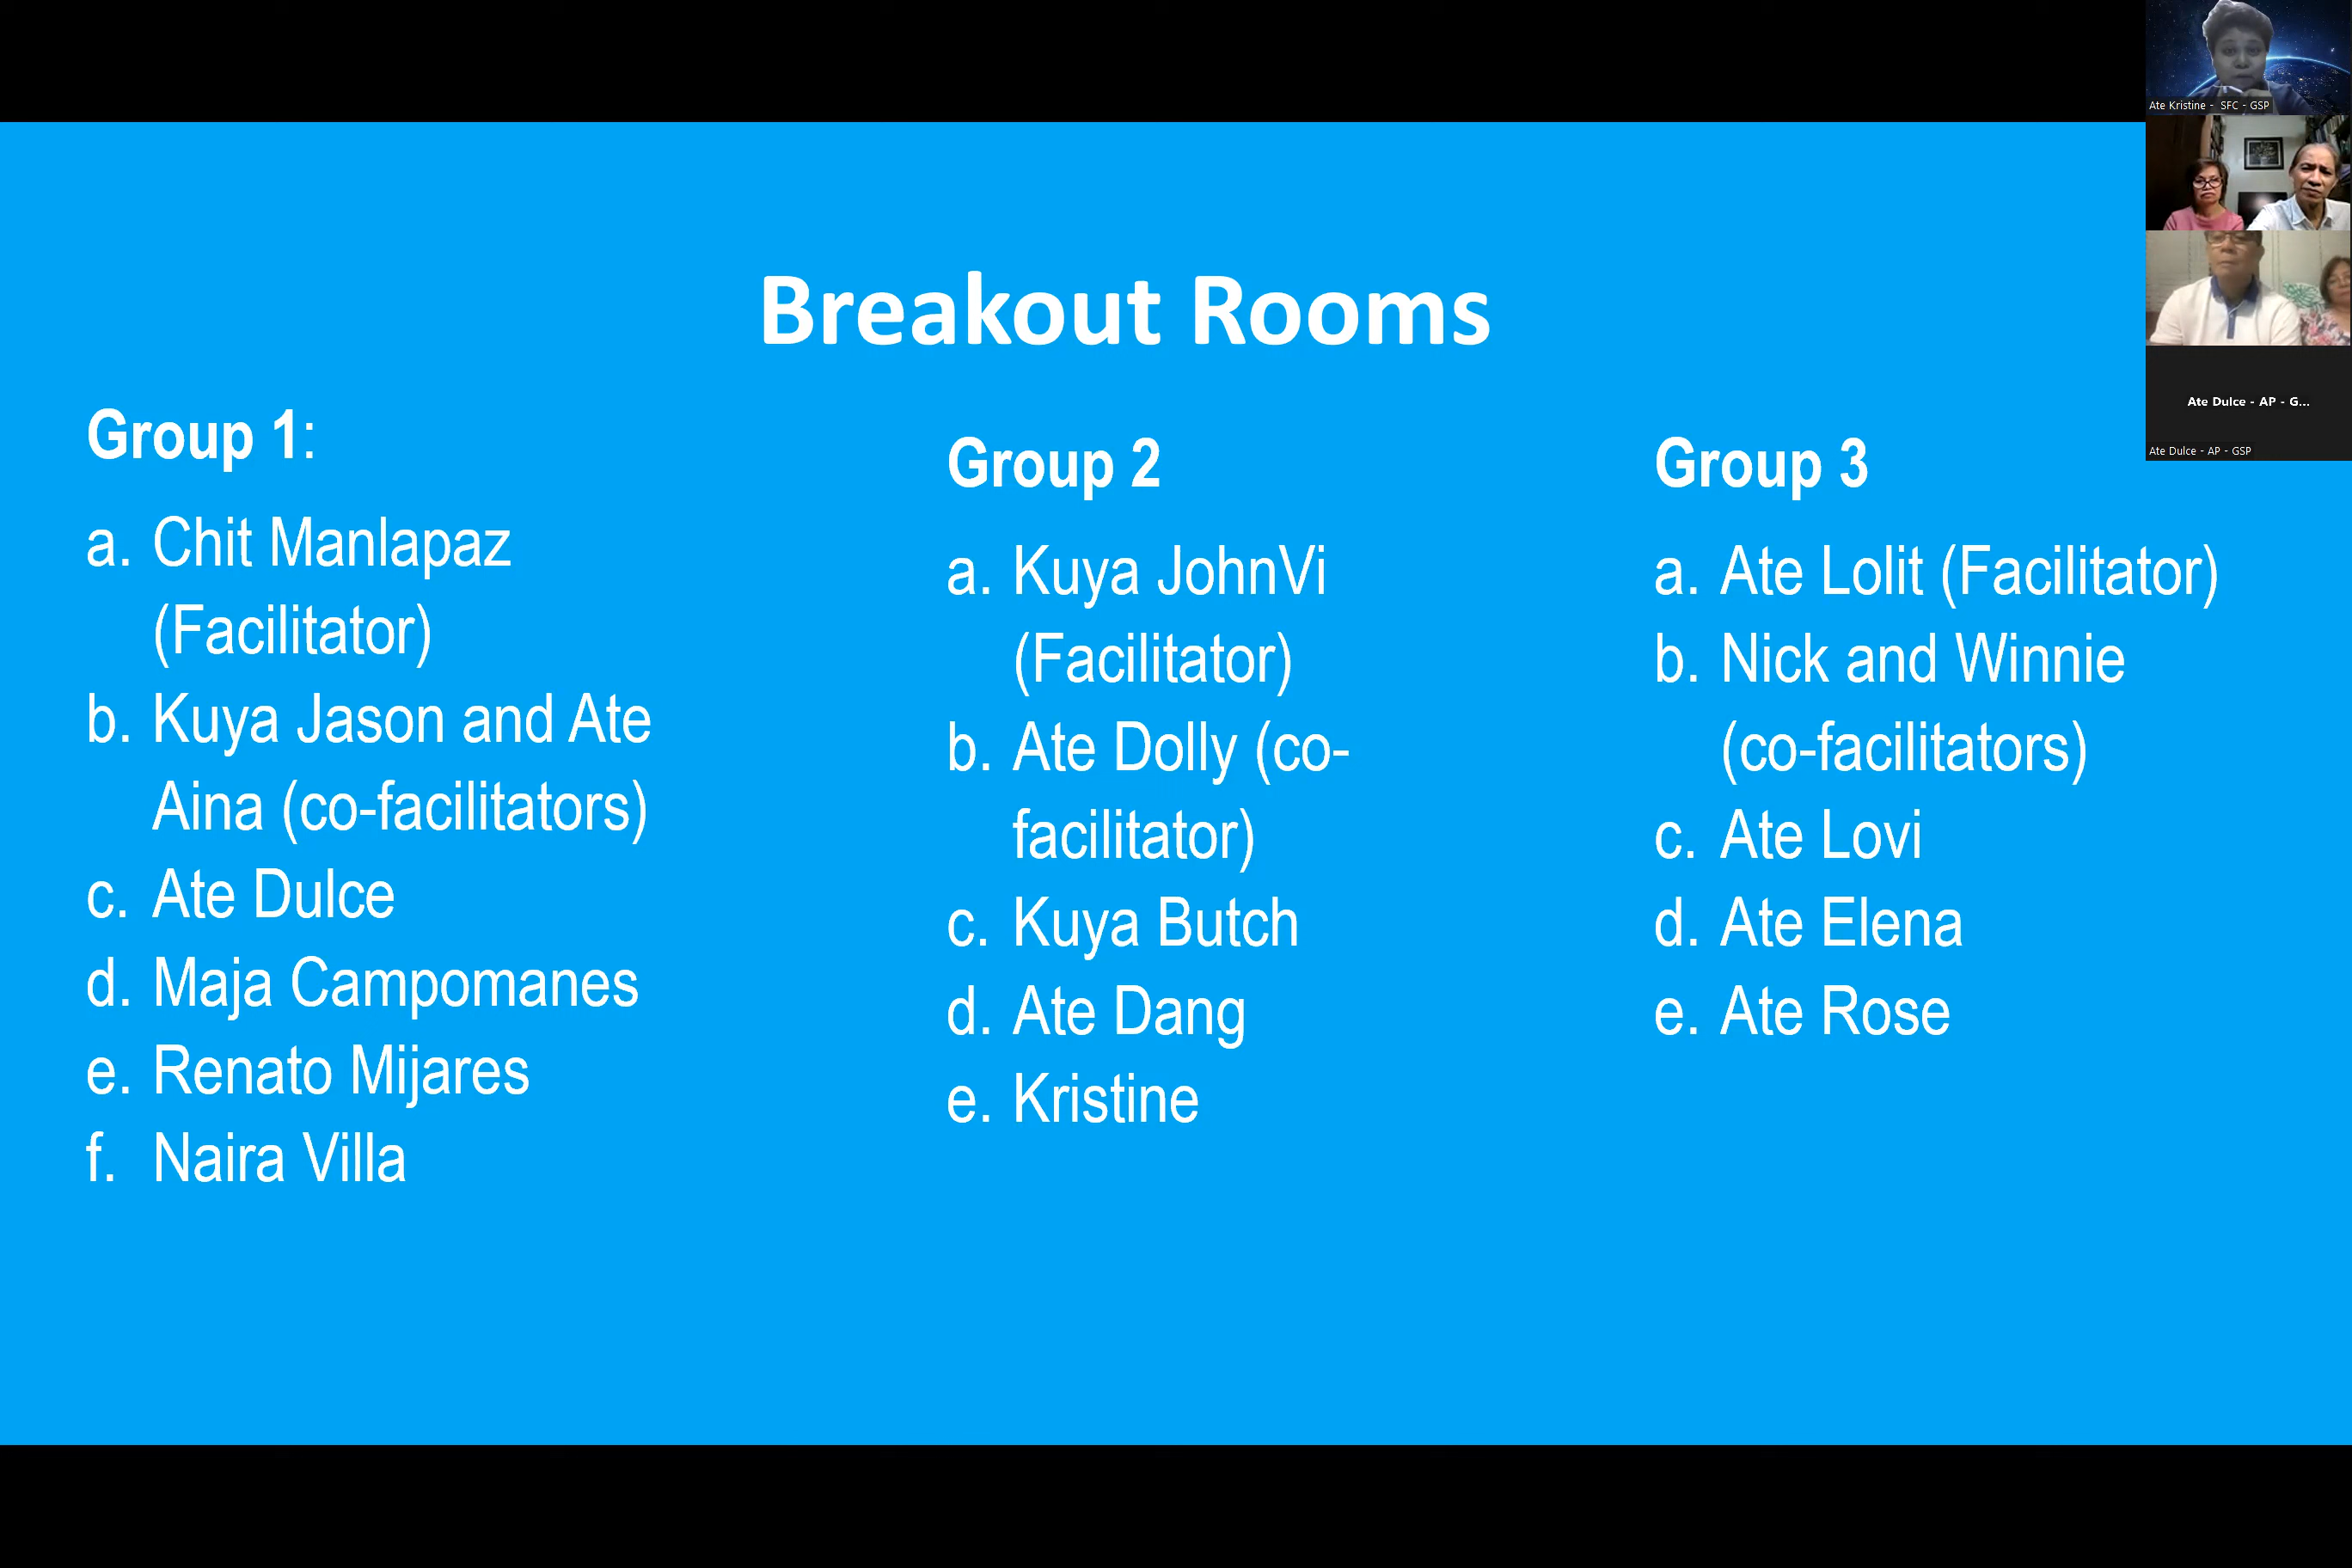 Breakout Rooms
Group 1:
a. Chit Manlapaz
(Facilitator)
b. Kuya Jason and Ate
Aina (co-facilitators)
c. Ate Dulce
d. Maja Campomanes
e. Renato Mijares
f. Naira Villa
Group 2
a. Kuya JohnVi
(Facilitator)
b. Ate Dolly (co-
facilitator)
c. Kuya Butch
d. Ate Dang
e. Kristine
Group 3
a. Ate Lolit (Facilitator)
b. Nick and Winnie
(co-facilitators)
c. Ate Lovi
d. Ate Elena
e. Ate Rose
Ate Kristine - SFC - GSP
Ate Dulce - AP - G...
Ate Dulce - AP - GSP